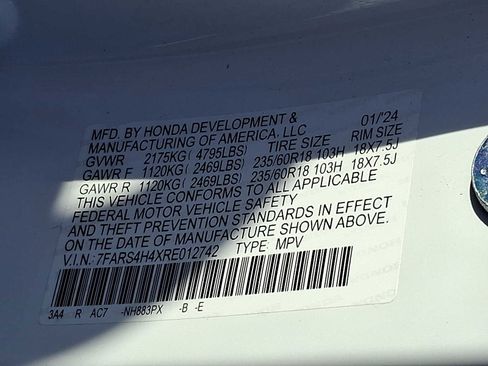 MFD. BY HONDA DEVELOPMENT &
MANUFACTURING OF AMERICA, LLC 01/'24
GVWR 2175KG( 4795LBS) TIRE SIZE RIM SIZE
GAWR F 1120KG( 2469LBS) 235/60R18 103H 18X7.5J
GAWR R 1120KG( 2469LBS) 235/60R18 103H 18X7.5J
THIS VEHICLE CONFORMS TO ALL APPLICABLE
FEDERAL MOTOR VEHICLE SAFETY
AND THEFT PREVENTION STANDARDS IN EFFECT
ON THE DATE OF MANUFACTURE SHOWN ABOVE.
V.I.N.: 7FARS4H4XRE012742 TYPE: MPV
3A4 R AC7 -NH883PX -B -E